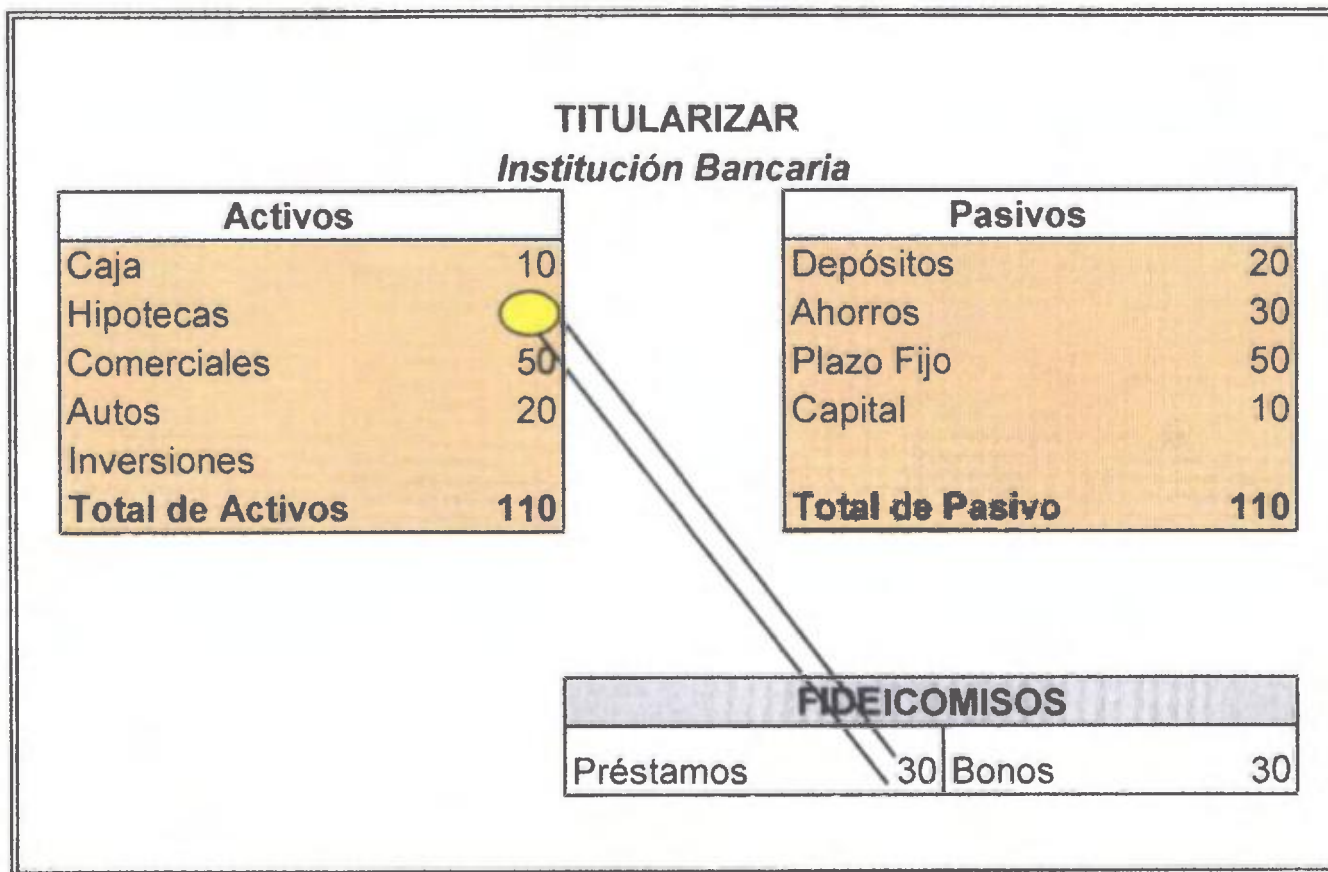 TITULARIZAR
Institución Bancaria
Activos
Caja 10
Hipotecas
Comerciales 50
Autos 20
Inversiones
Total de Activos 110
Pasivos
Depósitos 20
Ahorros 30
Plazo Fijo 50
Capital 10
Total de Pasivo 110
FIDEICOMISOS
Préstamos 30 Bonos 30